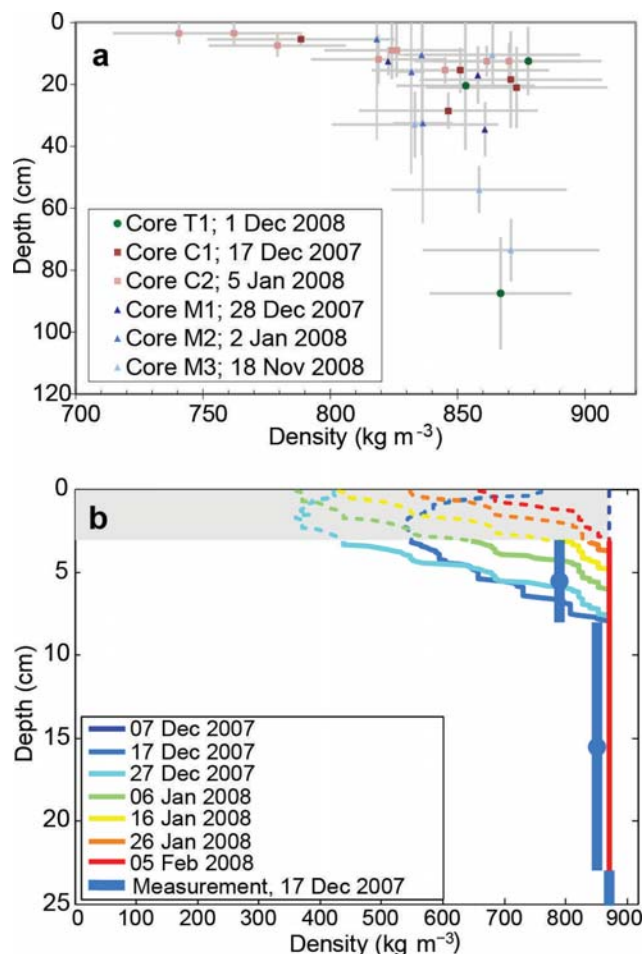 a
0
20
40
60
80
100
120
Depth (cm)
Core T1; 1 Dec 2008
Core C1; 17 Dec 2007
Core C2; 5 Jan 2008
Core M1; 28 Dec 2007
Core M2; 2 Jan 2008
Core M3; 18 Nov 2008
700 750 800 850 900
Density (kg m⁻³)
b
0
5
10
15
20
25
Depth (cm)
07 Dec 2007
17 Dec 2007
27 Dec 2007
06 Jan 2008
16 Jan 2008
26 Jan 2008
05 Feb 2008
Measurement, 17 Dec 2007
0 100 200 300 400 500 600 700 800 900
Density (kg m⁻³)